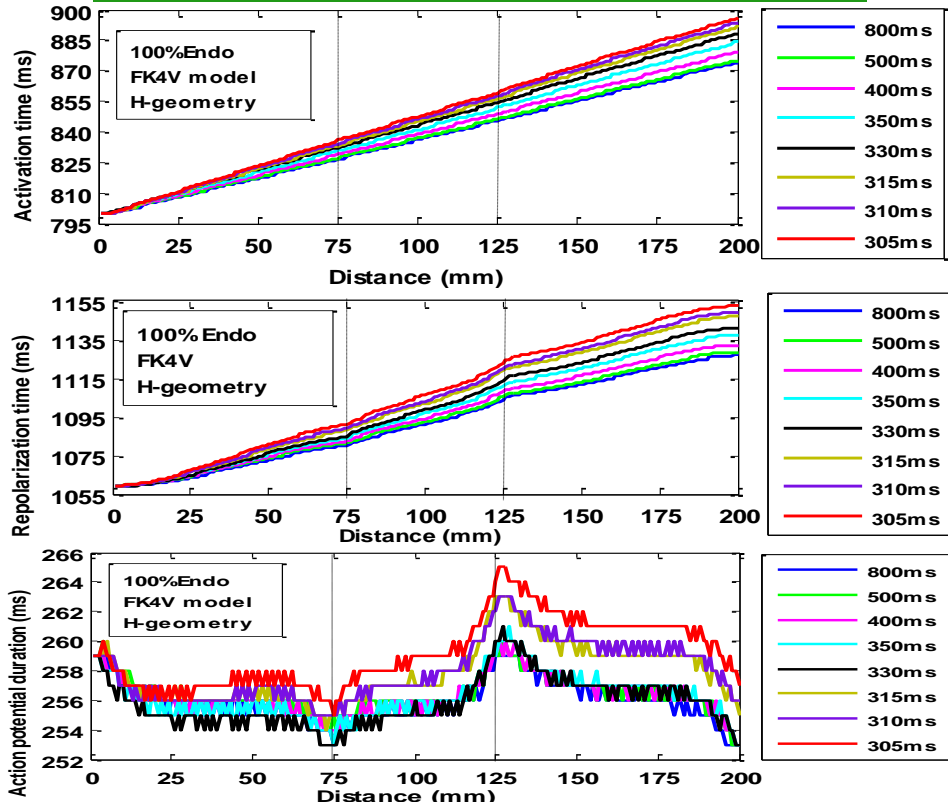 Activation time (ms)
900
885
870
855
840
825
810
795
100%Endo
FK4V model
H-geometry
0
25
50
75
100
125
150
175
200
Distance (mm)
800ms
500ms
400ms
350ms
330ms
315ms
310ms
305ms
Repolarization time (ms)
1155
1135
1115
1095
1075
1055
100%Endo
FK4V
H-geometry
0
25
50
75
100
125
150
175
200
Distance (mm)
800ms
500ms
400ms
350ms
330ms
315ms
310ms
305ms
Action potential duration (ms)
266
264
262
260
258
256
254
252
100%Endo
FK4V model
H-geometry
0
25
50
75
100
125
150
175
200
Distance (mm)
800ms
500ms
400ms
350ms
330ms
315ms
310ms
305ms